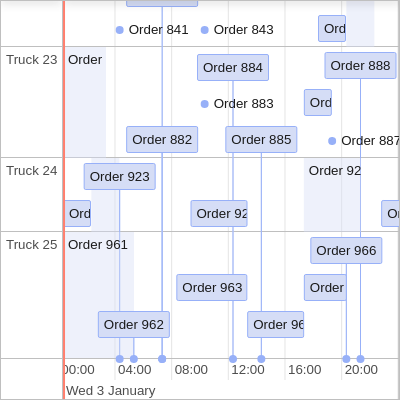 Order 841 Order 843 Ord
Truck 23 Order Order 884 Order 888
Order 883 Ord
Order 882 Order 885 Order 887
Truck 24 Order 923 Order 92
Ord Order 92 Or
Truck 25 Order 961 Order 966
Order 963 Order
Order 962 Order 96
00:00 04:00 08:00 12:00 16:00 20:00
Wed 3 January